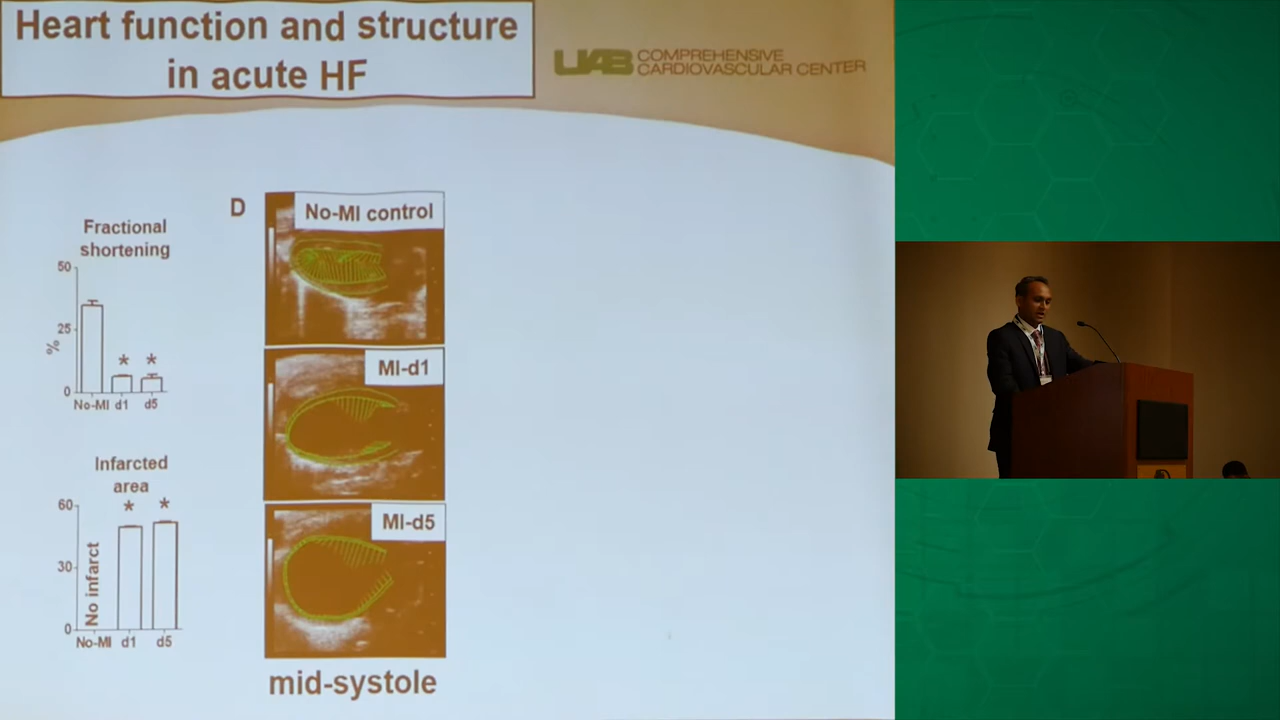 Heart function and structure
in acute HF
UAB COMPREHENSIVE
CARDIOVASCULAR CENTER
Fractional
shortening
50
25
0
%
* *
No-MI d1 d5
Infarcted
area
60
30
0
* *
No infarct
No-MI d1 d5
D
No-MI control
MI-d1
MI-d5
mid-systole